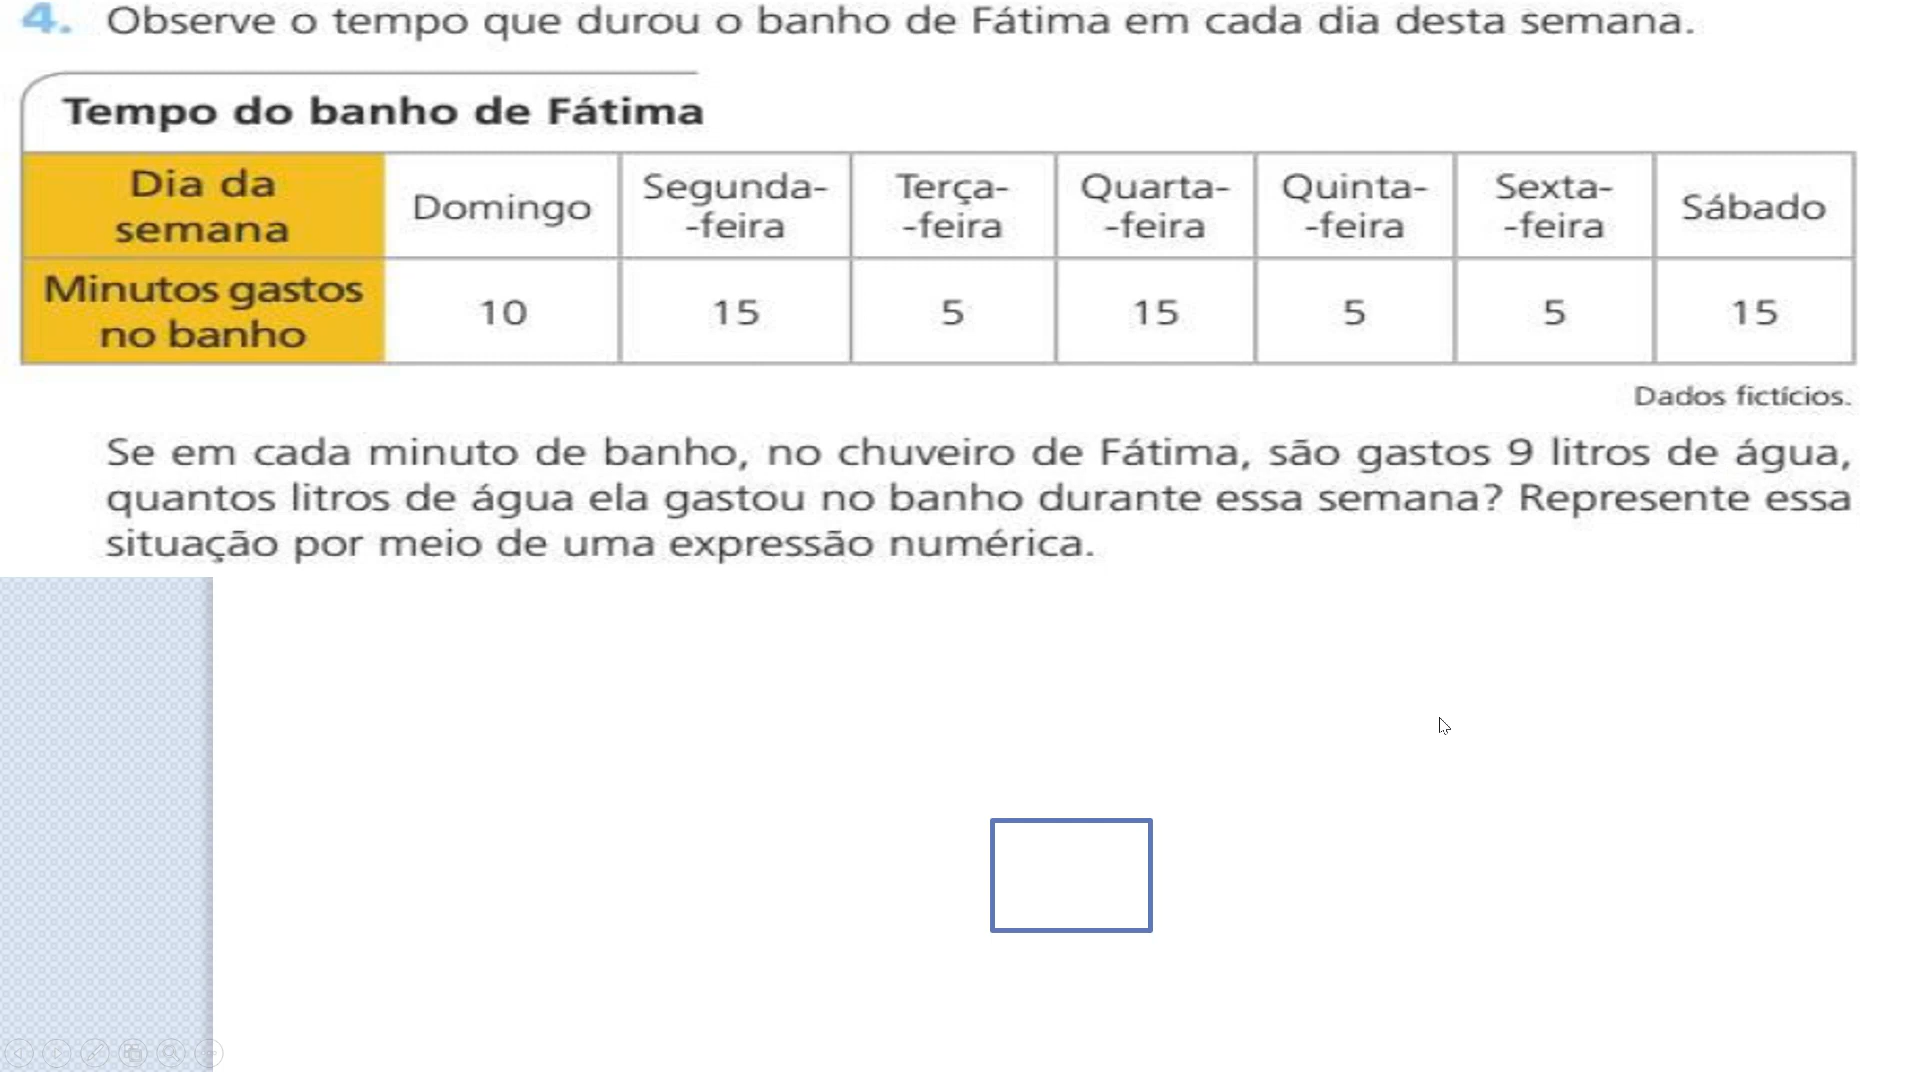 4. Observe o tempo que durou o banho de Fátima em cada dia desta semana.
Tempo do banho de Fátima
Dia da semana Domingo Segunda- -feira Terça- -feira Quarta- -feira Quinta- -feira Sexta- -feira Sábado
Minutos gastos no banho 10 15 5 15 5 5 15
Dados fictícios.
Se em cada minuto de banho, no chuveiro de Fátima, são gastos 9 litros de água,
quantos litros de água ela gastou no banho durante essa semana? Represente essa
situação por meio de uma expressão numérica.